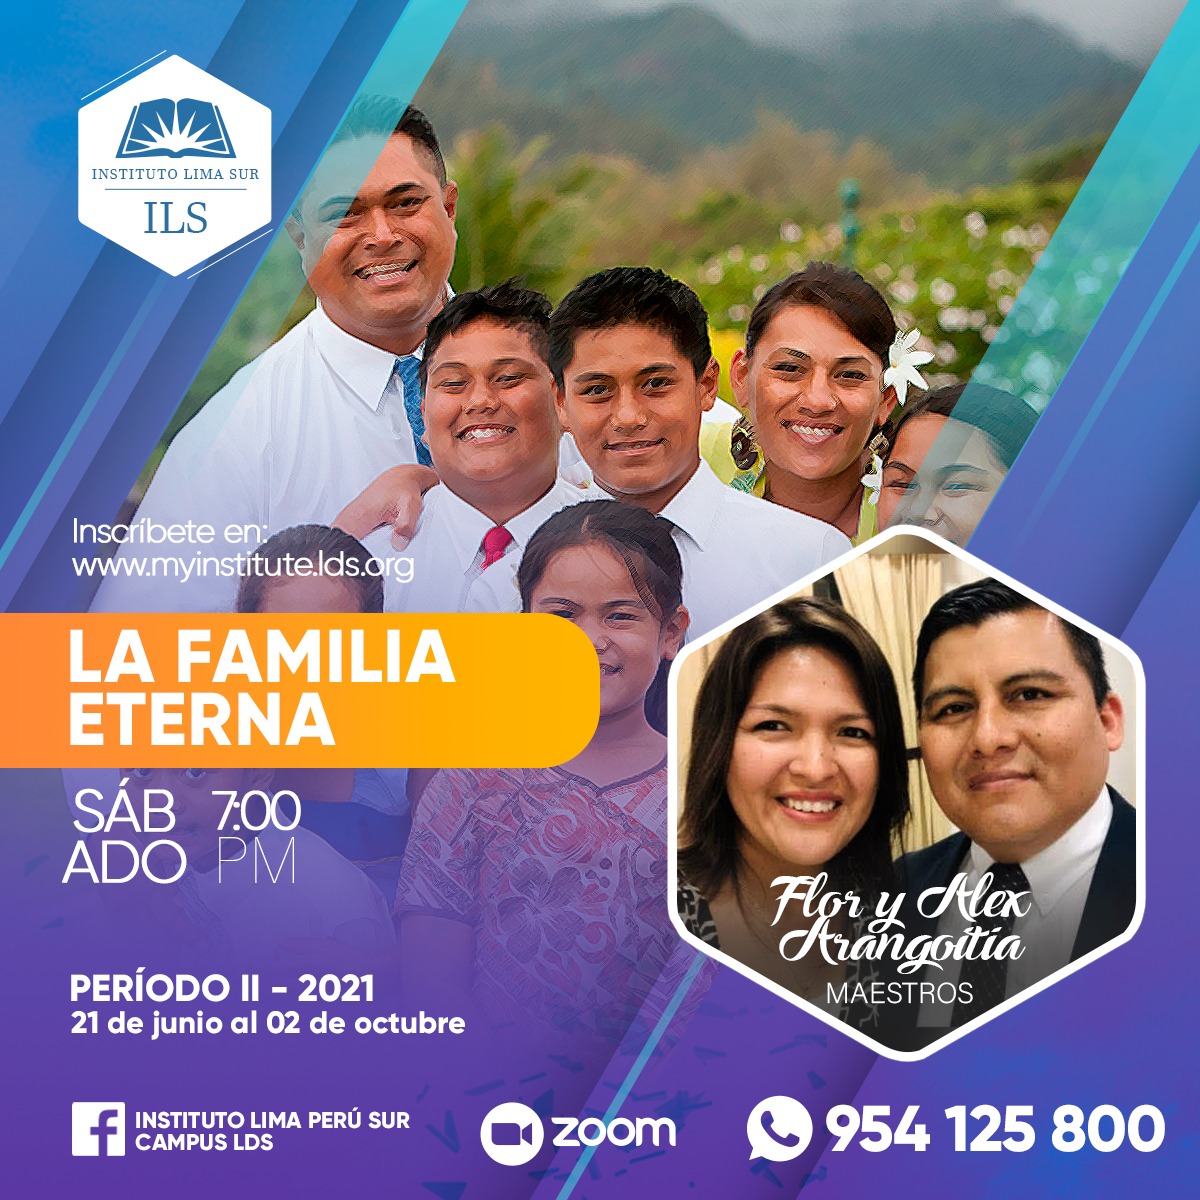 INSTITUTO LIMA SUR
ILS
Inscríbete en:
www.myinstitute.lds.org
LA FAMILIA
ETERNA
SÁB
ADO
7:00
PM
Flor y Alex
Arangoitia
MAESTROS
PERÍODO II - 2021
21 de junio al 02 de octubre
INSTITUTO LIMA PERÚ SUR
CAMPUS LDS
zoom
954 125 800